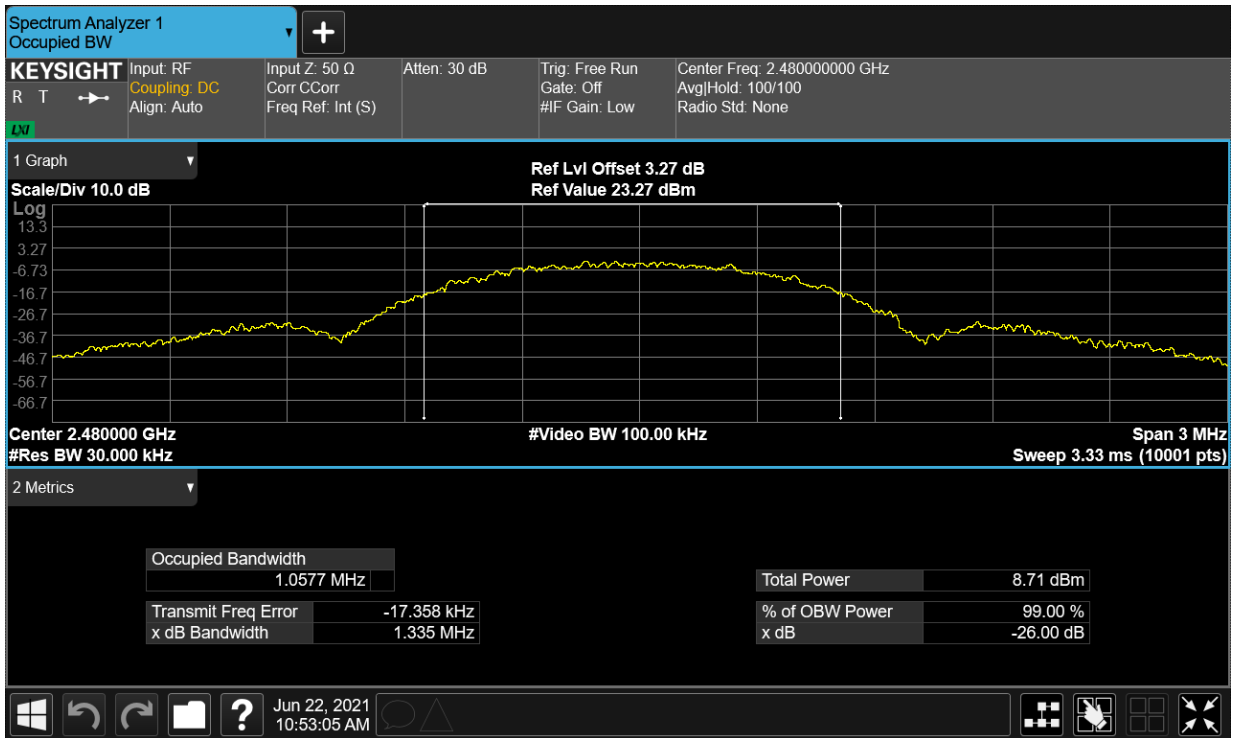 Spectrum Analyzer 1
Occupied BW
▼
+
KEYSIGHT
R T
LXI
Input: RF
Coupling: DC
Align: Auto
Input Z: 50 Ω
Corr CCorr
Freq Ref: Int (S)
Atten: 30 dB
Trig: Free Run
Gate: Off
#IF Gain: Low
Center Freq: 2.480000000 GHz
Avg|Hold: 100/100
Radio Std: None
1 Graph ▼
Scale/Div 10.0 dB
Ref Lvl Offset 3.27 dB
Ref Value 23.27 dBm
Log
13.3
3.27
-6.73
-16.7
-26.7
-36.7
-46.7
-56.7
-66.7
Center 2.480000 GHz
#Res BW 30.000 kHz
#Video BW 100.00 kHz
Span 3 MHz
Sweep 3.33 ms (10001 pts)
2 Metrics ▼
Occupied Bandwidth
1.0577 MHz
Transmit Freq Error -17.358 kHz
x dB Bandwidth 1.335 MHz
Total Power 8.71 dBm
% of OBW Power 99.00 %
x dB -26.00 dB
?
Jun 22, 2021
10:53:05 AM